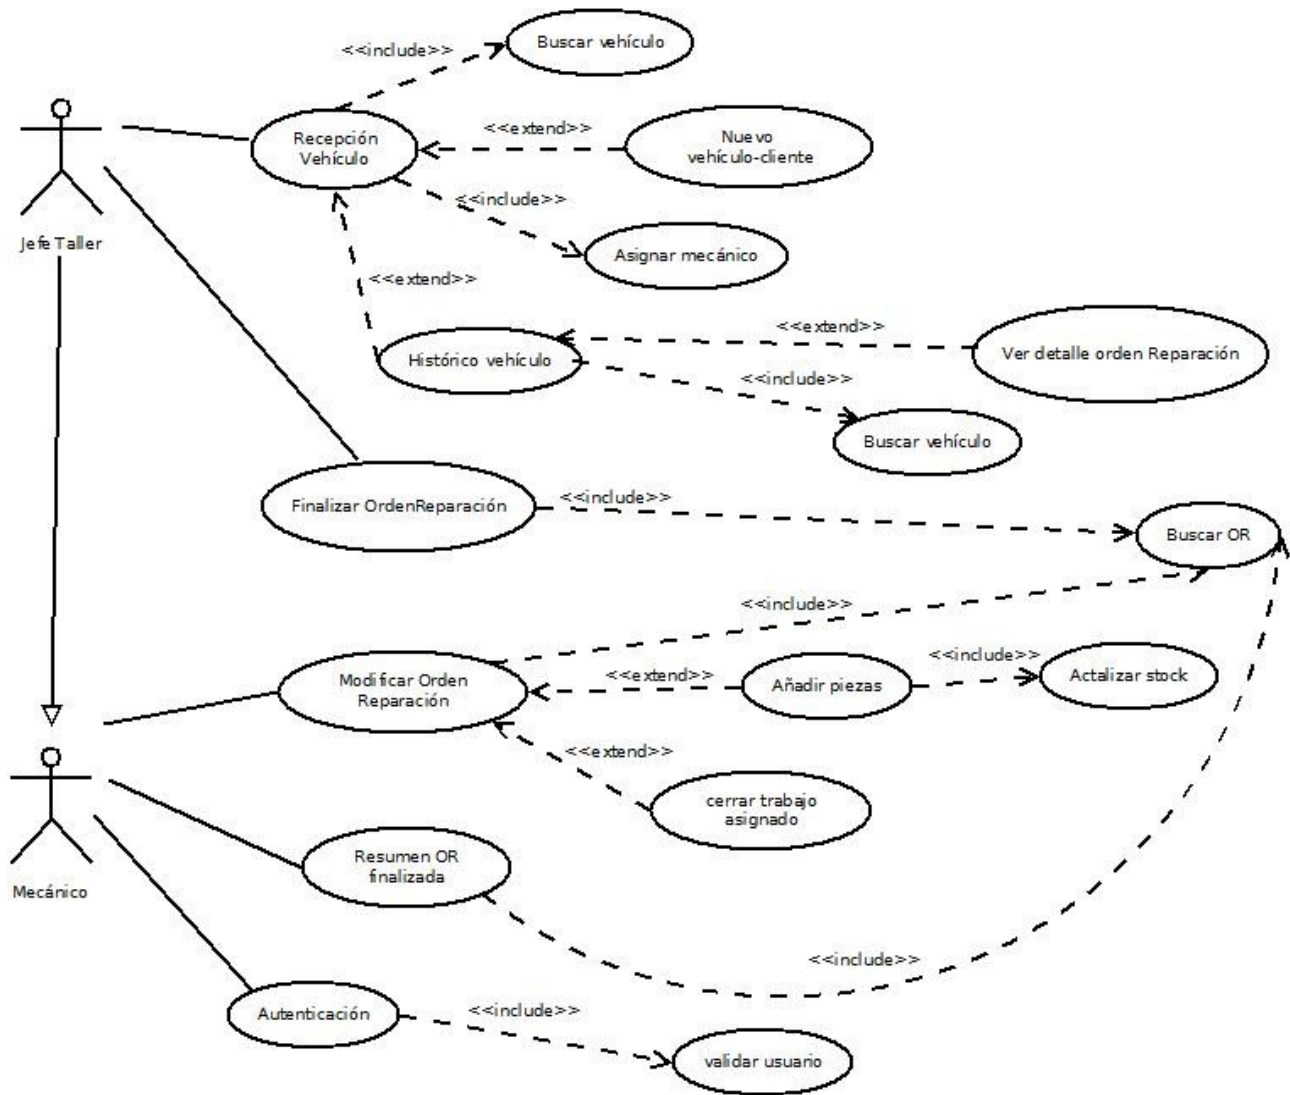 Buscar vehículo
<<include>>
<<extend>>
Nuevo
vehículo-cliente
Recepción
Vehículo
<<include>>
Jefe Taller
Asignar mecánico
<<extend>>
<<extend>>
Histórico vehículo
Ver detalle orden Reparación
<<include>>
Buscar vehículo
Finalizar OrdenReparación
<<include>>
Buscar OR
<<include>>
Modificar Orden
Reparación
<<extend>>
Añadir piezas
<<include>>
Actalizar stock
<<extend>>
cerrar trabajo
asignado
Resumen OR
finalizada
Mecánico
<<include>>
Autenticación
<<include>>
validar usuario